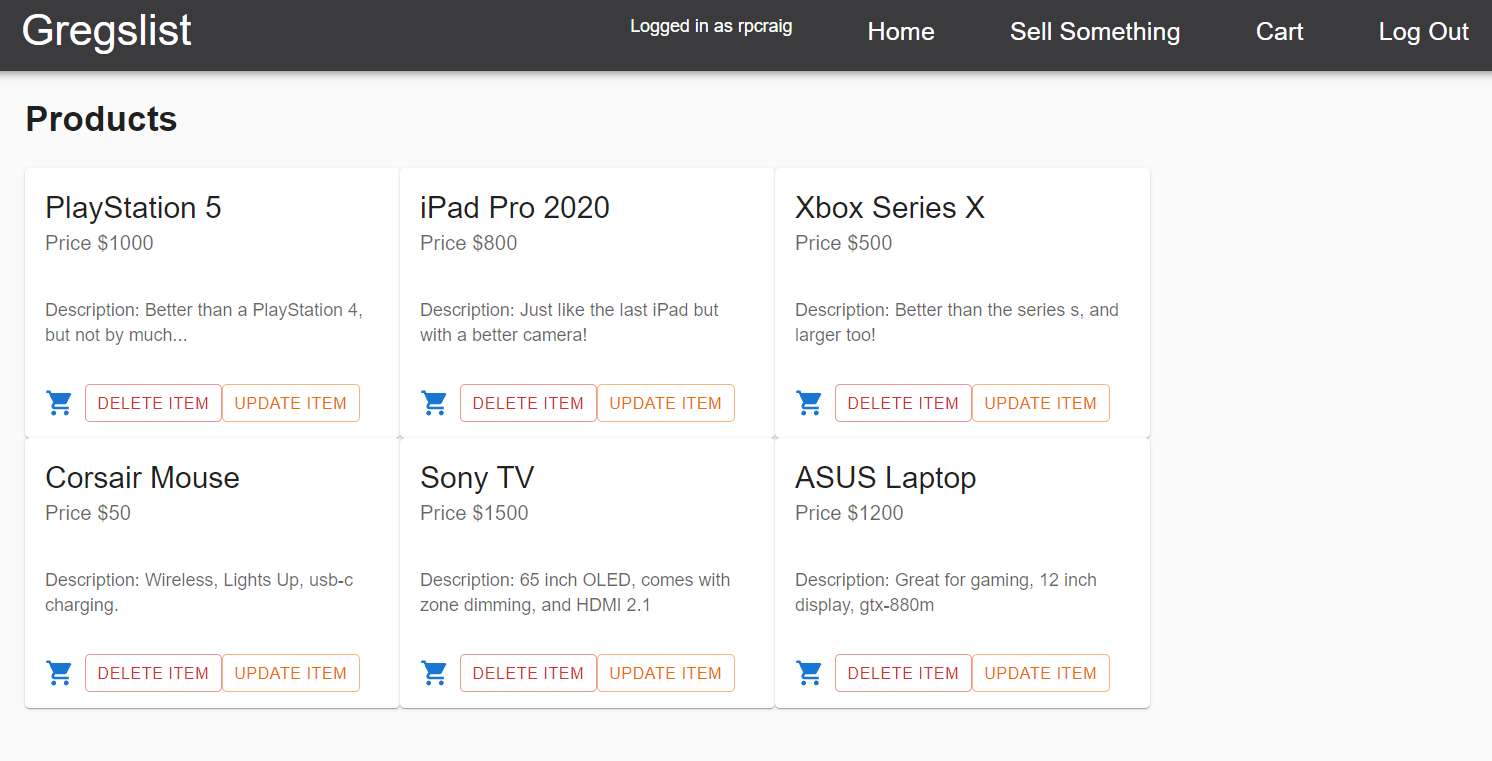 Gregslist
Logged in as rpcraig
Home
Sell Something
Cart
Log Out
Products
PlayStation 5
Price $1000
Description: Better than a PlayStation 4,
but not by much...
DELETE ITEM
UPDATE ITEM
iPad Pro 2020
Price $800
Description: Just like the last iPad but
with a better camera!
DELETE ITEM
UPDATE ITEM
Xbox Series X
Price $500
Description: Better than the series s, and
larger too!
DELETE ITEM
UPDATE ITEM
Corsair Mouse
Price $50
Description: Wireless, Lights Up, usb-c
charging.
DELETE ITEM
UPDATE ITEM
Sony TV
Price $1500
Description: 65 inch OLED, comes with
zone dimming, and HDMI 2.1
DELETE ITEM
UPDATE ITEM
ASUS Laptop
Price $1200
Description: Great for gaming, 12 inch
display, gtx-880m
DELETE ITEM
UPDATE ITEM